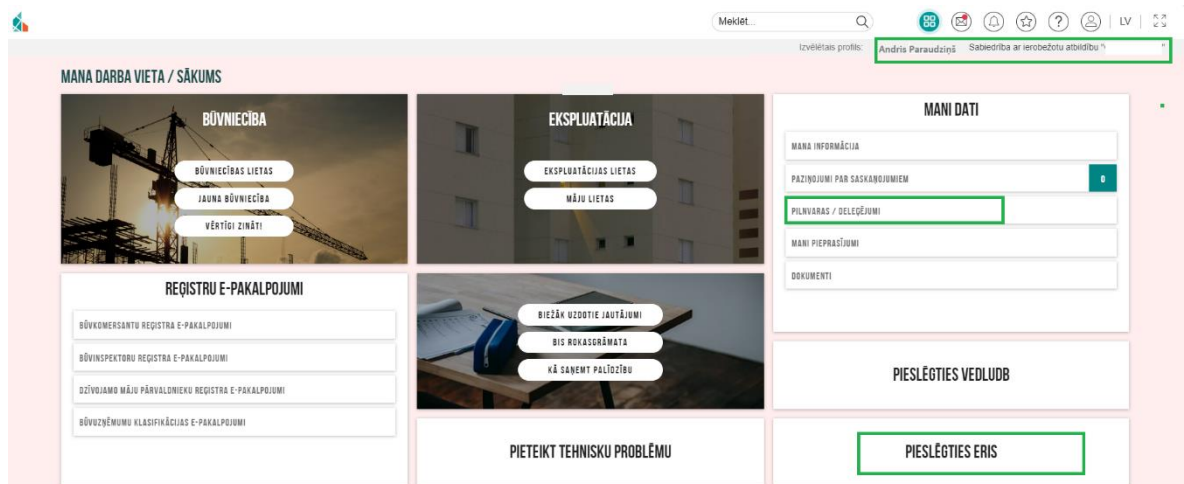 Meklēt...
LV
Izvēlētais profils: Andris Paraudziņš Sabiedrība ar ierobežotu atbildību "
MANA DARBA VIETA / SĀKUMS
BŪVNIECĪBA
BŪVNIECĪBAS LIETAS
JAUNA BŪVNIECĪBA
VĒRTĪGI ZINĀT!
EKSPLUATĀCIJA
EKSPLUATĀCIJAS LIETAS
MĀJU LIETAS
MANI DATI
MANA INFORMĀCIJA
PAZIŅOJUMI PAR SASKAŅOJUMIEM 0
PILNVARAS / DELEĢĒJUMI
MANI PIEPRASĪJUMI
DOKUMENTI
REĢISTRU E-PAKALPOJUMI
BŪVKOMERSANTU REĢISTRA E-PAKALPOJUMI
BŪVINSPEKTORU REĢISTRA E-PAKALPOJUMI
DZĪVOJAMO MĀJU PĀRVALDNIEKU REĢISTRA E-PAKALPOJUMI
BŪVUZŅĒMUMU KLASIFIKĀCIJAS E-PAKALPOJUMI
BIEŽĀK UZDOTIE JAUTĀJUMI
BIS ROKASGRĀMATA
KĀ SAŅEMT PALĪDZĪBU
PIESLĒGTIES VEDLUDB
PIETEIKT TEHNISKU PROBLĒMU
PIESLĒGTIES ERIS